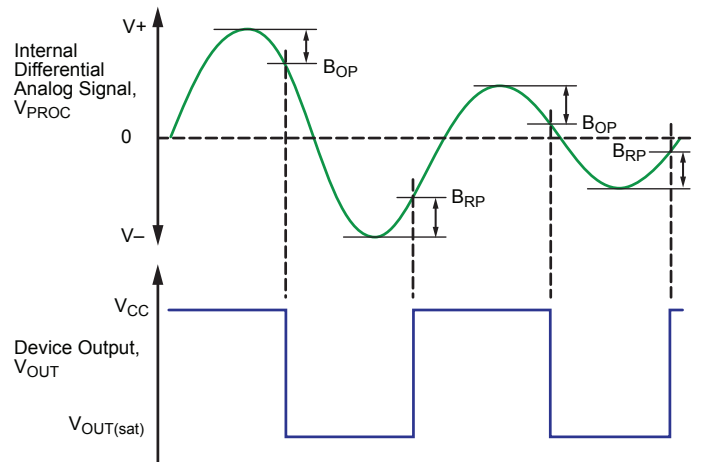 V+
Internal
Differential
Analog Signal,
VPROC
BOP
BOP
0
BRP
BRP
V–
VCC
Device Output,
VOUT
VOUT(sat)